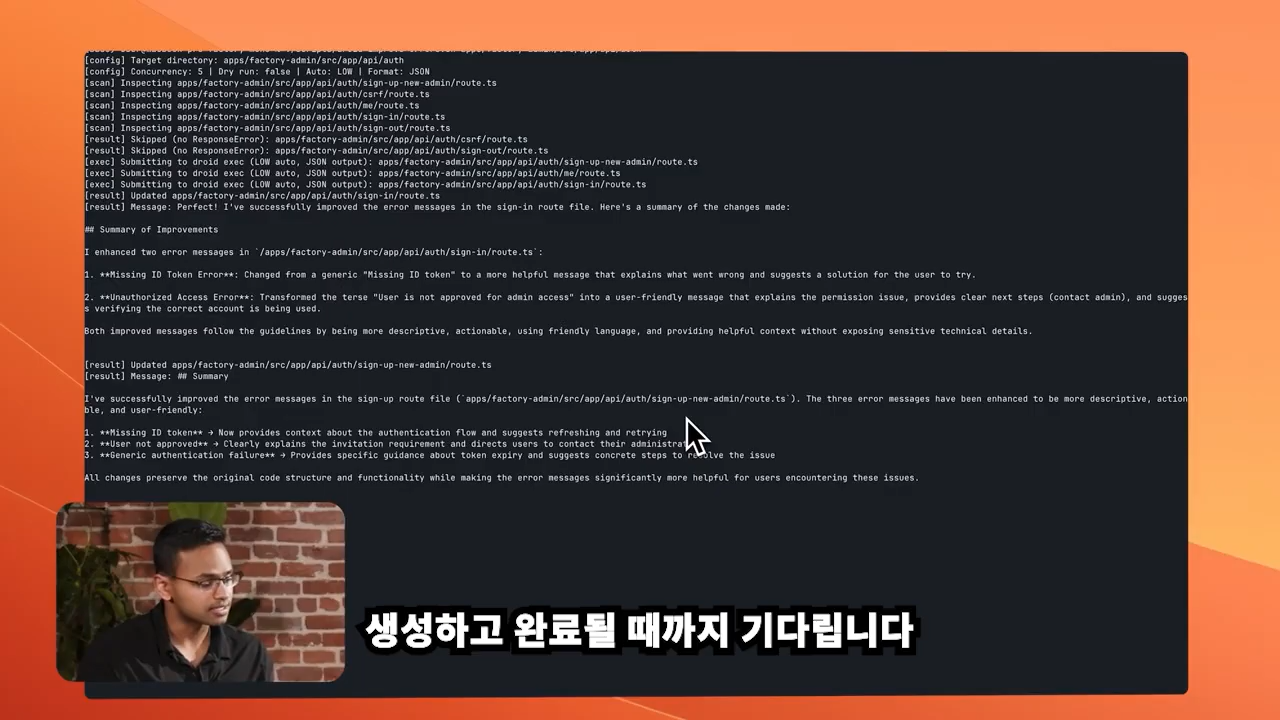 [config] Target directory: apps/factory-admin/src/app/api/auth
[config] Concurrency: 5 | Dry run: false | Auto: LOW | Format: JSON
[scan] Inspecting apps/factory-admin/src/app/api/auth/sign-up-new-admin/route.ts
[scan] Inspecting apps/factory-admin/src/app/api/auth/csrf/route.ts
[scan] Inspecting apps/factory-admin/src/app/api/auth/me/route.ts
[scan] Inspecting apps/factory-admin/src/app/api/auth/sign-in/route.ts
[scan] Inspecting apps/factory-admin/src/app/api/auth/sign-out/route.ts
[result] Skipped (no ResponseError): apps/factory-admin/src/app/api/auth/csrf/route.ts
[result] Skipped (no ResponseError): apps/factory-admin/src/app/api/auth/sign-out/route.ts
[exec] Submitting to droid exec (LOW auto, JSON output): apps/factory-admin/src/app/api/auth/sign-up-new-admin/route.ts
[exec] Submitting to droid exec (LOW auto, JSON output): apps/factory-admin/src/app/api/auth/me/route.ts
[exec] Submitting to droid exec (LOW auto, JSON output): apps/factory-admin/src/app/api/auth/sign-in/route.ts
[result] Updated apps/factory-admin/src/app/api/auth/sign-in/route.ts
[result] Message: Perfect! I've successfully improved the error messages in the sign-in route file. Here's a summary of the changes made:
## Summary of Improvements
I enhanced two error messages in `/apps/factory-admin/src/app/api/auth/sign-in/route.ts`:
1. **Missing ID Token Error**: Changed from a generic "Missing ID token" to a more helpful message that explains what went wrong and suggests a solution for the user to try.
2. **Unauthorized Access Error**: Transformed the terse "User is not approved for admin access" into a user-friendly message that explains the permission issue, provides clear next steps (contact admin), and sugges
s verifying the correct account is being used.
Both improved messages follow the guidelines by being more descriptive, actionable, using friendly language, and providing helpful context without exposing sensitive technical details.
[result] Updated apps/factory-admin/src/app/api/auth/sign-up-new-admin/route.ts
[result] Message: ## Summary
I've successfully improved the error messages in the sign-up route file (`apps/factory-admin/src/app/api/auth/sign-up-new-admin/route.ts`). The three error messages have been enhanced to be more descriptive, action
ble, and user-friendly:
1. **Missing ID token** → Now provides context about the authentication flow and suggests refreshing and retrying
2. **User not approved** → Clearly explains the invitation requirement and directs users to contact their administrat
3. **Generic authentication failure** → Provides specific guidance about token expiry and suggests concrete steps to resolve the issue
All changes preserve the original code structure and functionality while making the error messages significantly more helpful for users encountering these issues.
생성하고 완료될 때까지 기다립니다